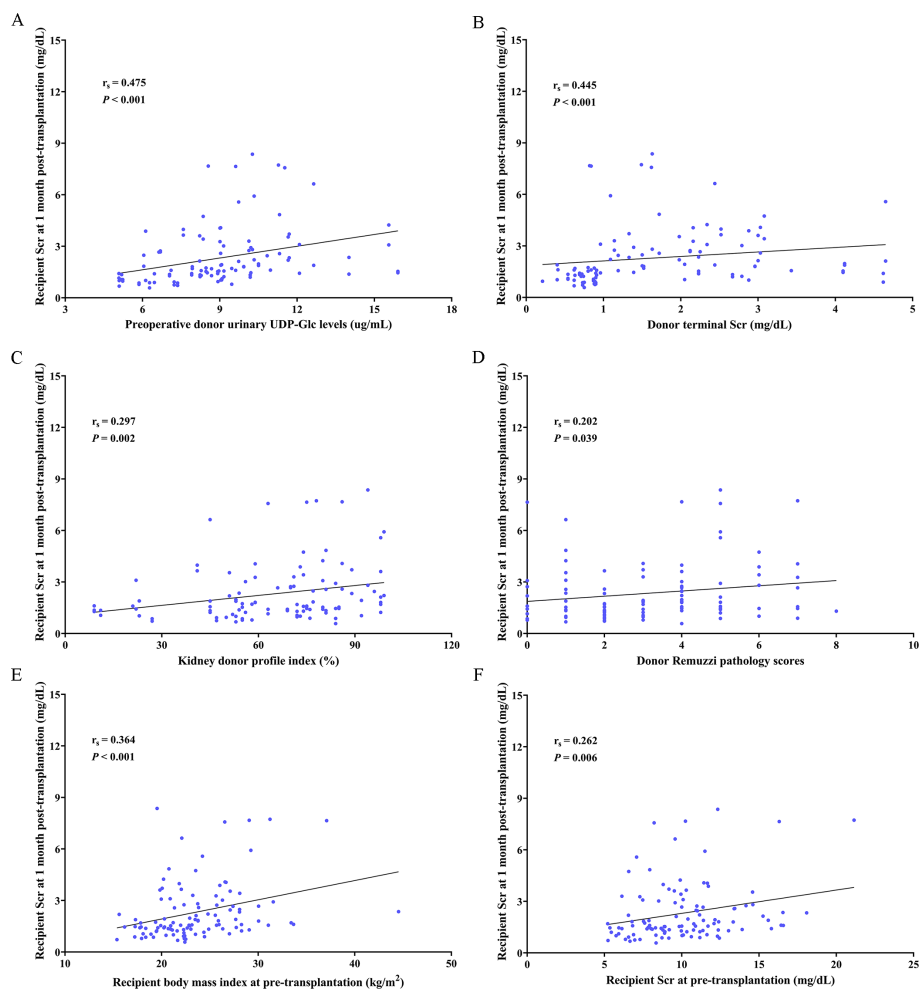 A
Recipient Scr at 1 month post-transplantation (mg/dL)
15
12
9
6
3
0
r_s = 0.475
P < 0.001
3 6 9 12 15 18
Preoperative donor urinary UDP-Glc levels (ug/mL)
B
Recipient Scr at 1 month post-transplantation (mg/dL)
15
12
9
6
3
0
r_s = 0.445
P < 0.001
0 1 2 3 4 5
Donor terminal Scr (mg/dL)
C
Recipient Scr at 1 month post-transplantation (mg/dL)
15
12
9
6
3
0
r_s = 0.297
P = 0.002
0 30 60 90 120
Kidney donor profile index (%)
D
Recipient Scr at 1 month post-transplantation (mg/dL)
15
12
9
6
3
0
r_s = 0.202
P = 0.039
0 2 4 6 8 10
Donor Remuzzi pathology scores
E
Recipient Scr at 1 month post-transplantation (mg/dL)
15
12
9
6
3
0
r_s = 0.364
P < 0.001
10 20 30 40 50
Recipient body mass index at pre-transplantation (kg/m²)
F
Recipient Scr at 1 month post-transplantation (mg/dL)
15
12
9
6
3
0
r_s = 0.262
P = 0.006
0 5 10 15 20 25
Recipient Scr at pre-transplantation (mg/dL)